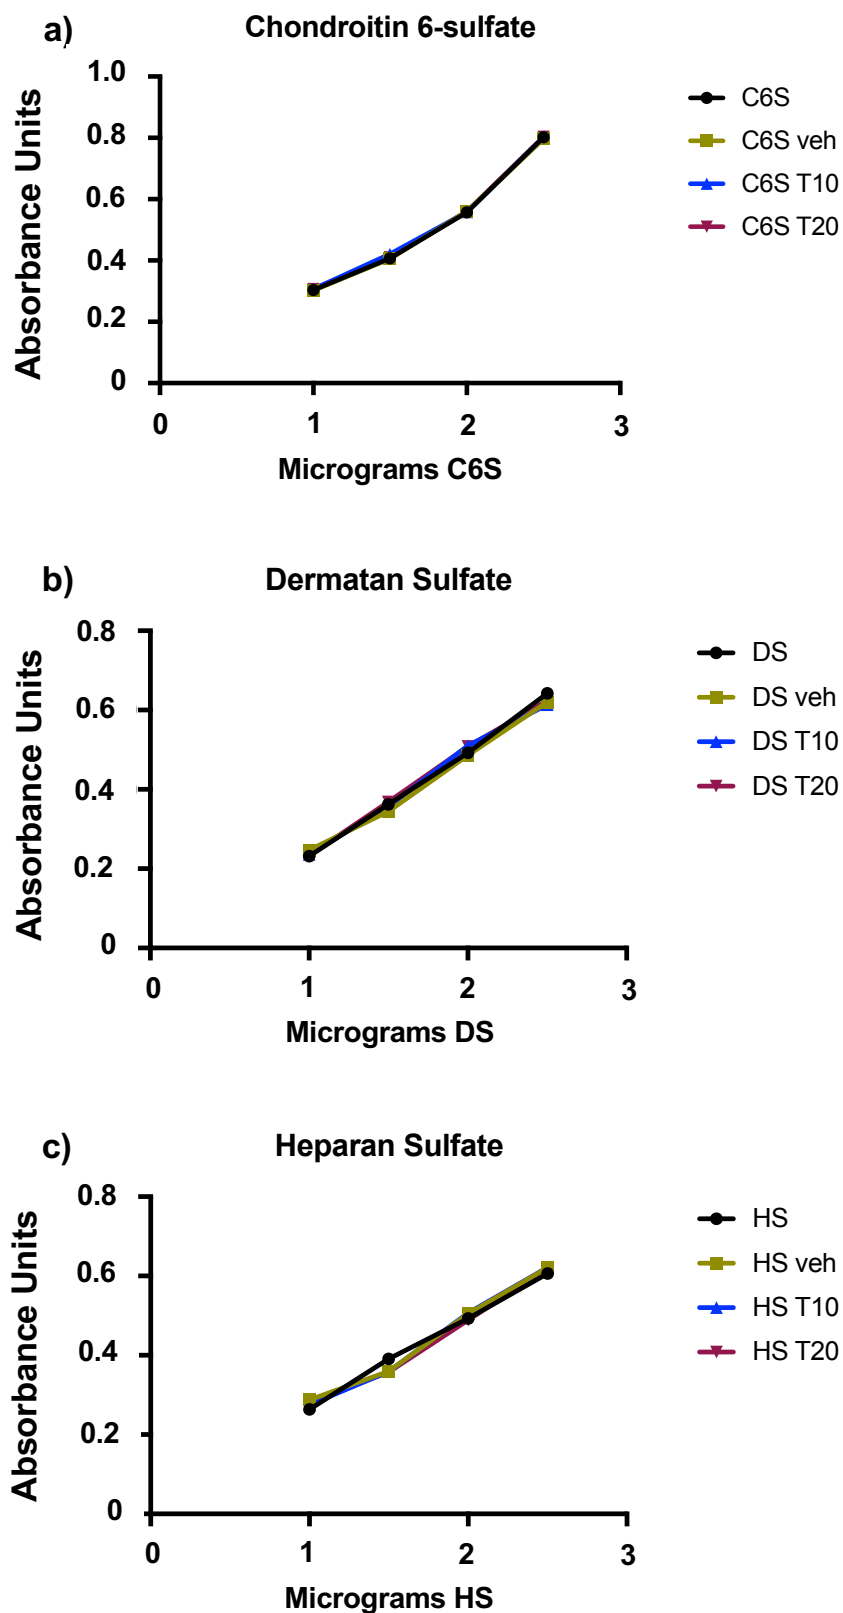 a)
Chondroitin 6-sulfate
1.0
0.8
0.6
0.4
0.2
0
Absorbance Units
0 1 2 3
Micrograms C6S
C6S
C6S veh
C6S T10
C6S T20
b)
Dermatan Sulfate
0.8
0.6
0.4
0.2
0
Absorbance Units
0 1 2 3
Micrograms DS
DS
DS veh
DS T10
DS T20
c)
Heparan Sulfate
0.8
0.6
0.4
0.2
0
Absorbance Units
0 1 2 3
Micrograms HS
HS
HS veh
HS T10
HS T20